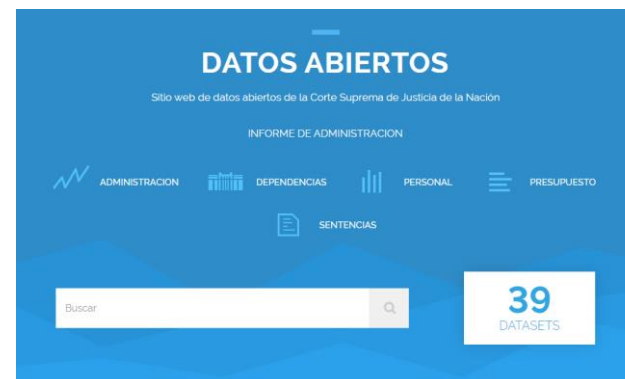 DATOS ABIERTOS
Sitio web de datos abiertos de la Corte Suprema de Justicia de la Nación
INFORME DE ADMINISTRACION
ADMINISTRACION DEPENDENCIAS PERSONAL PRESUPUESTO
SENTENCIAS
Buscar
39
DATASETS